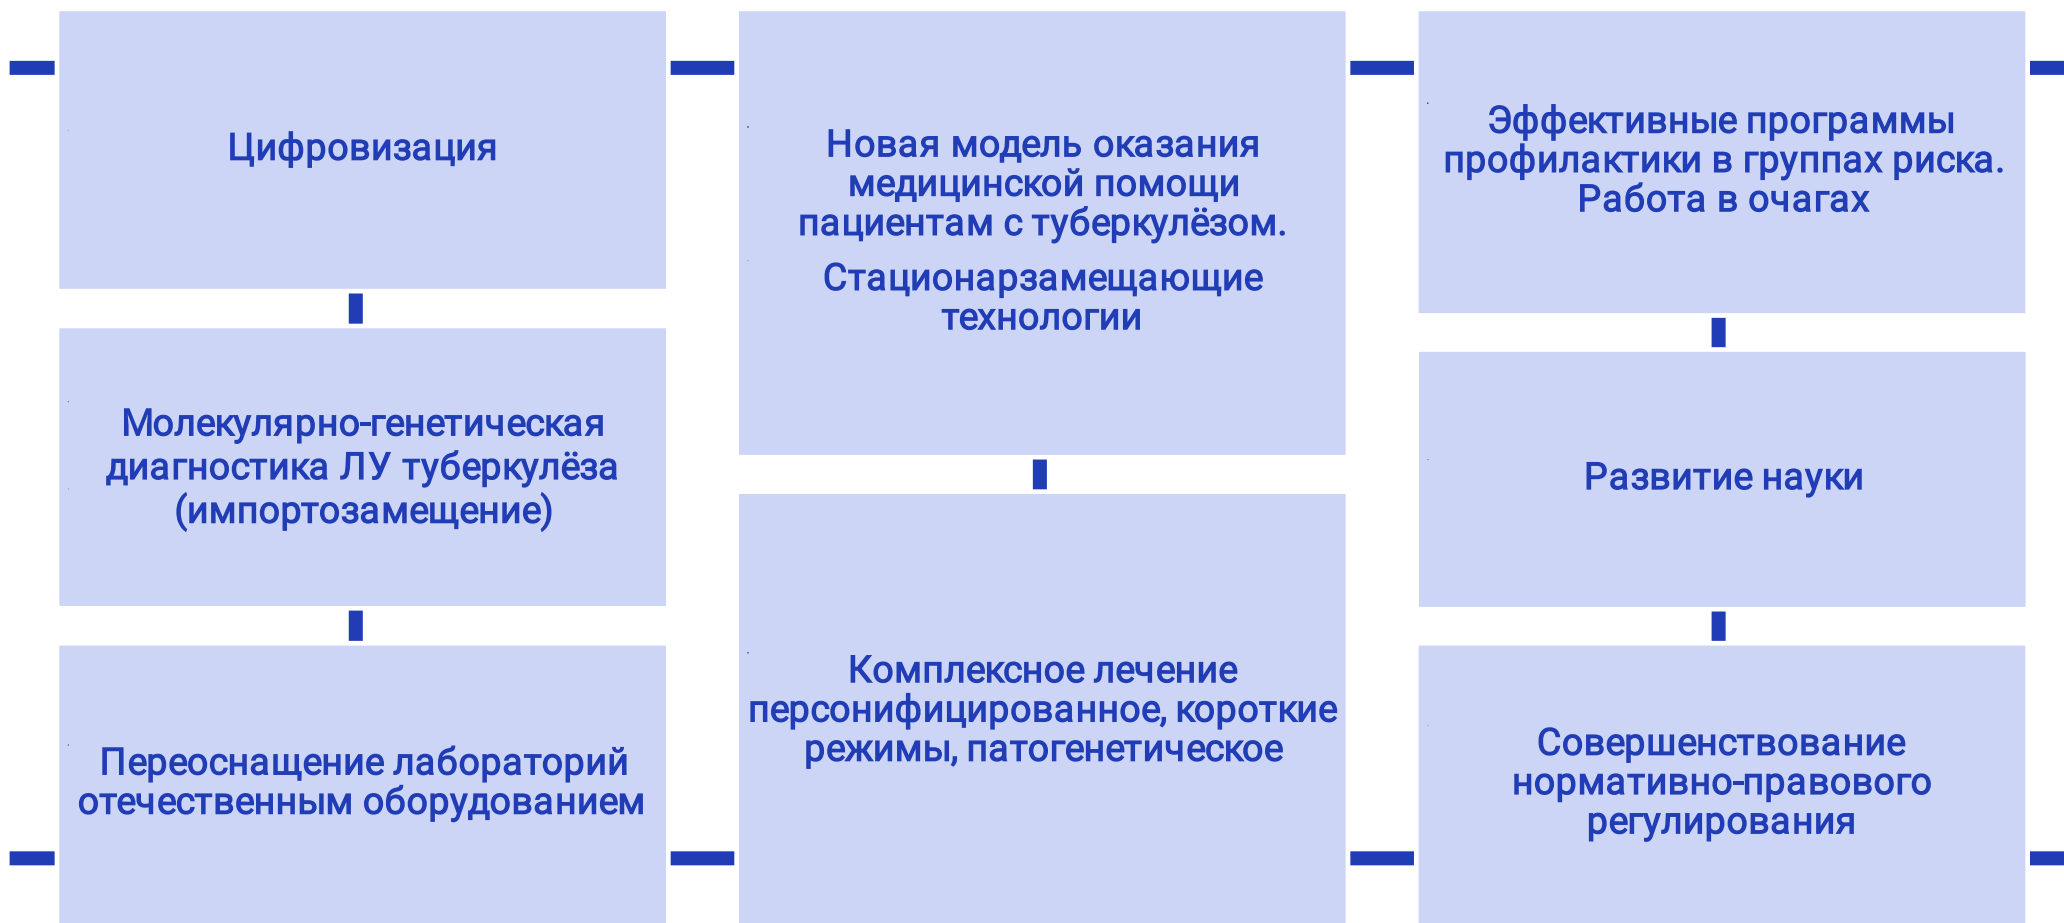 Цифровизация
Молекулярно-генетическая
диагностика ЛУ туберкулёза
(импортозамещение)
Переоснащение лабораторий
отечественным оборудованием
Новая модель оказания
медицинской помощи
пациентам с туберкулёзом.
Стационарзамещающие
технологии
Комплексное лечение
персонифицированное, короткие
режимы, патогенетическое
Эффективные программы
профилактики в группах риска.
Работа в очагах
Развитие науки
Совершенствование
нормативно-правового
регулирования